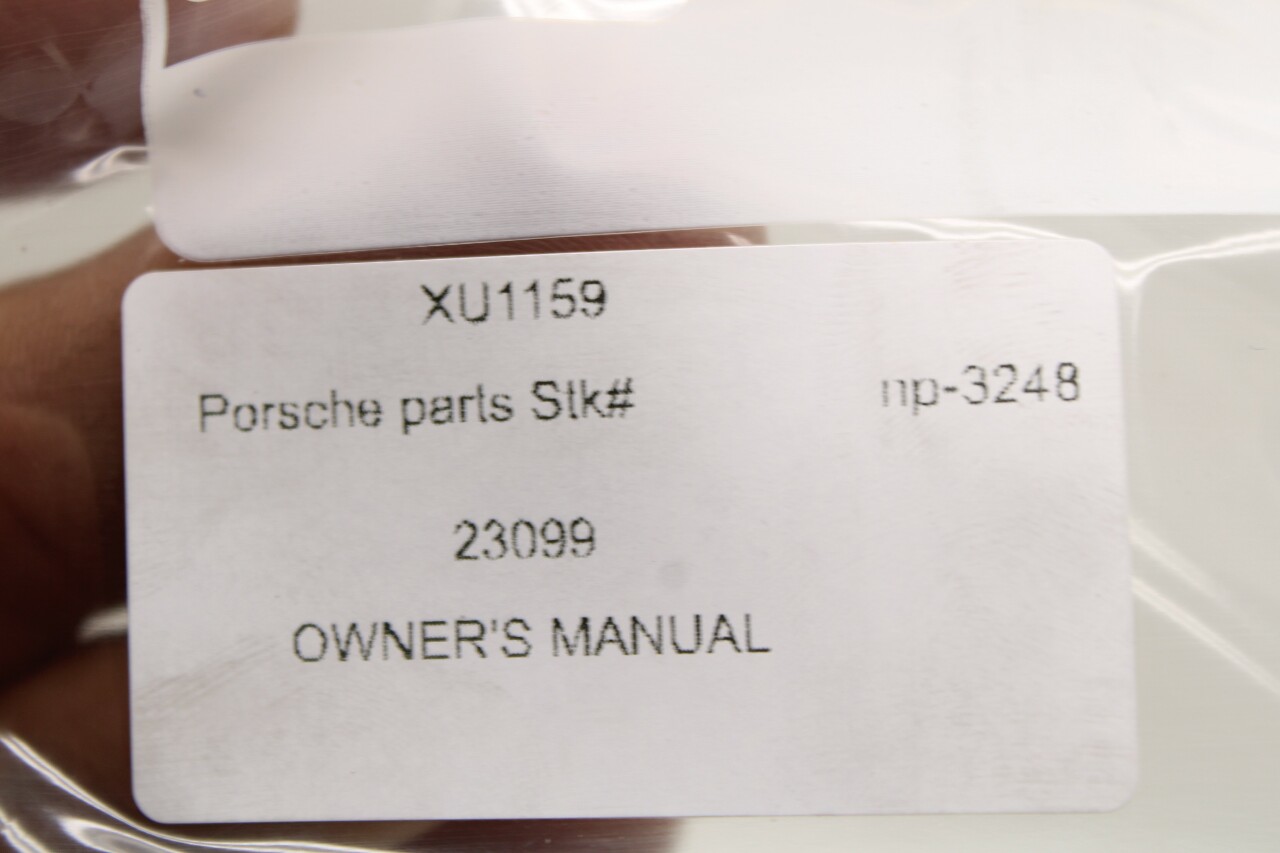 XU1159
Porsche parts Stk# np-3248
23099
OWNER'S MANUAL